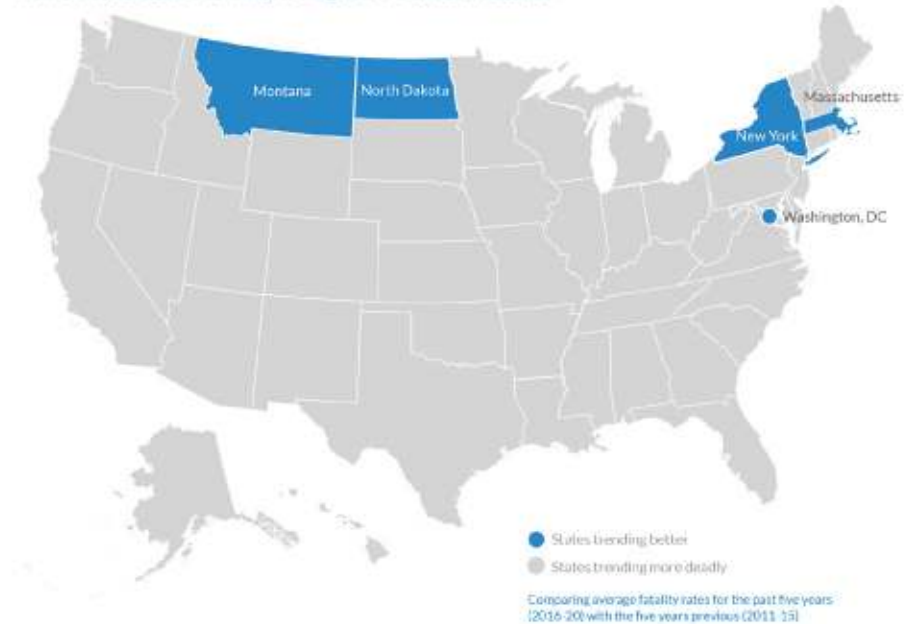 Montana
North Dakota
Massachusetts
New York
Washington, DC
States trending better
States trending more deadly
Comparing average fatality rates for the past five years
(2016-20) with the five years previous (2011-15)